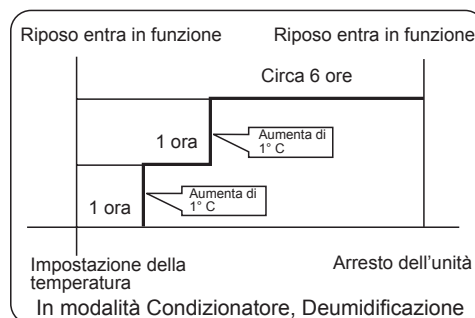 Riposo entra in funzione
Riposo entra in funzione
Circa 6 ore
1 ora
Aumenta di
1° C
1 ora
Aumenta di
1° C
Impostazione della
temperatura
Arresto dell'unità
In modalità Condizionatore, Deumidificazione